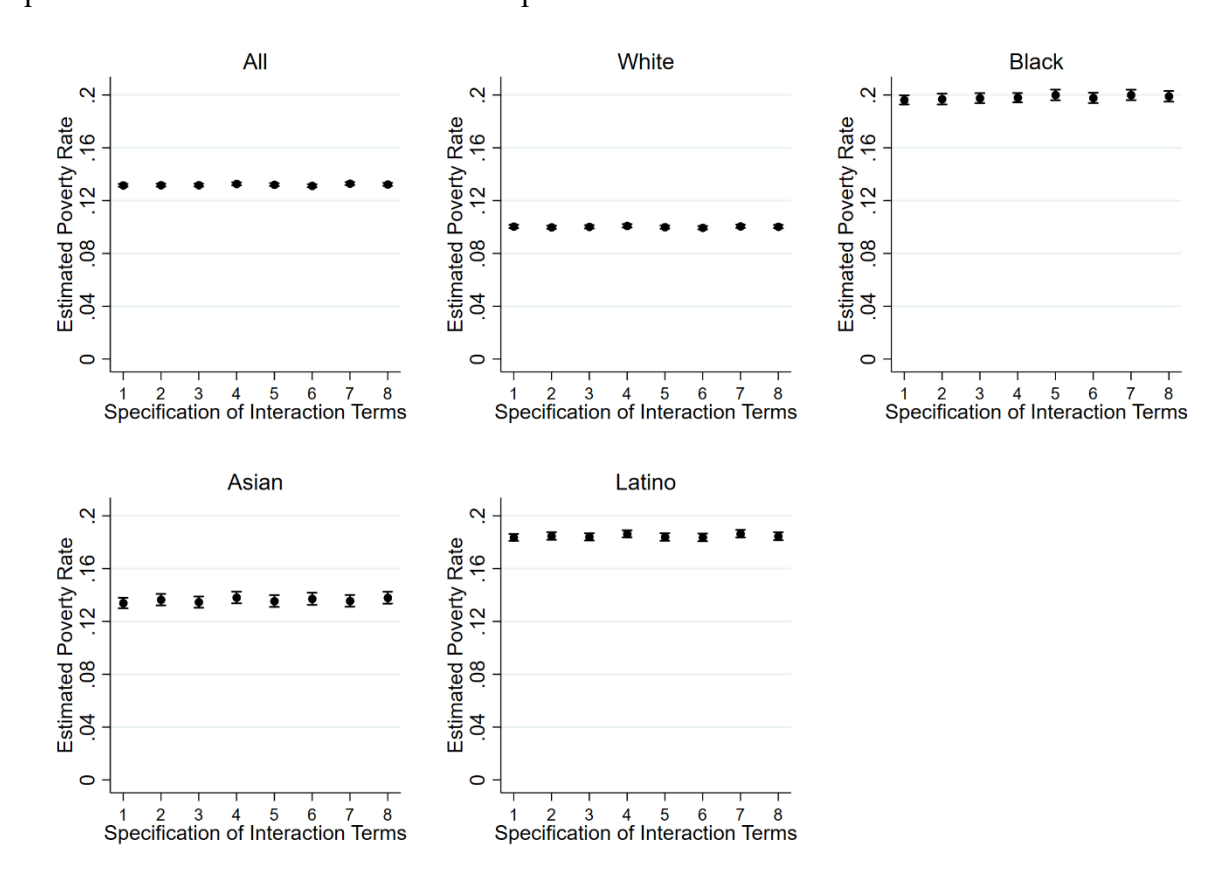 All
White
Black
Estimated Poverty Rate
.2
.16
.12
.08
.04
0
1 2 3 4 5 6 7 8
Specification of Interaction Terms
Estimated Poverty Rate
.2
.16
.12
.08
.04
0
1 2 3 4 5 6 7 8
Specification of Interaction Terms
Estimated Poverty Rate
.2
.16
.12
.08
.04
0
1 2 3 4 5 6 7 8
Specification of Interaction Terms
Asian
Latino
Estimated Poverty Rate
.2
.16
.12
.08
.04
0
1 2 3 4 5 6 7 8
Specification of Interaction Terms
Estimated Poverty Rate
.2
.16
.12
.08
.04
0
1 2 3 4 5 6 7 8
Specification of Interaction Terms